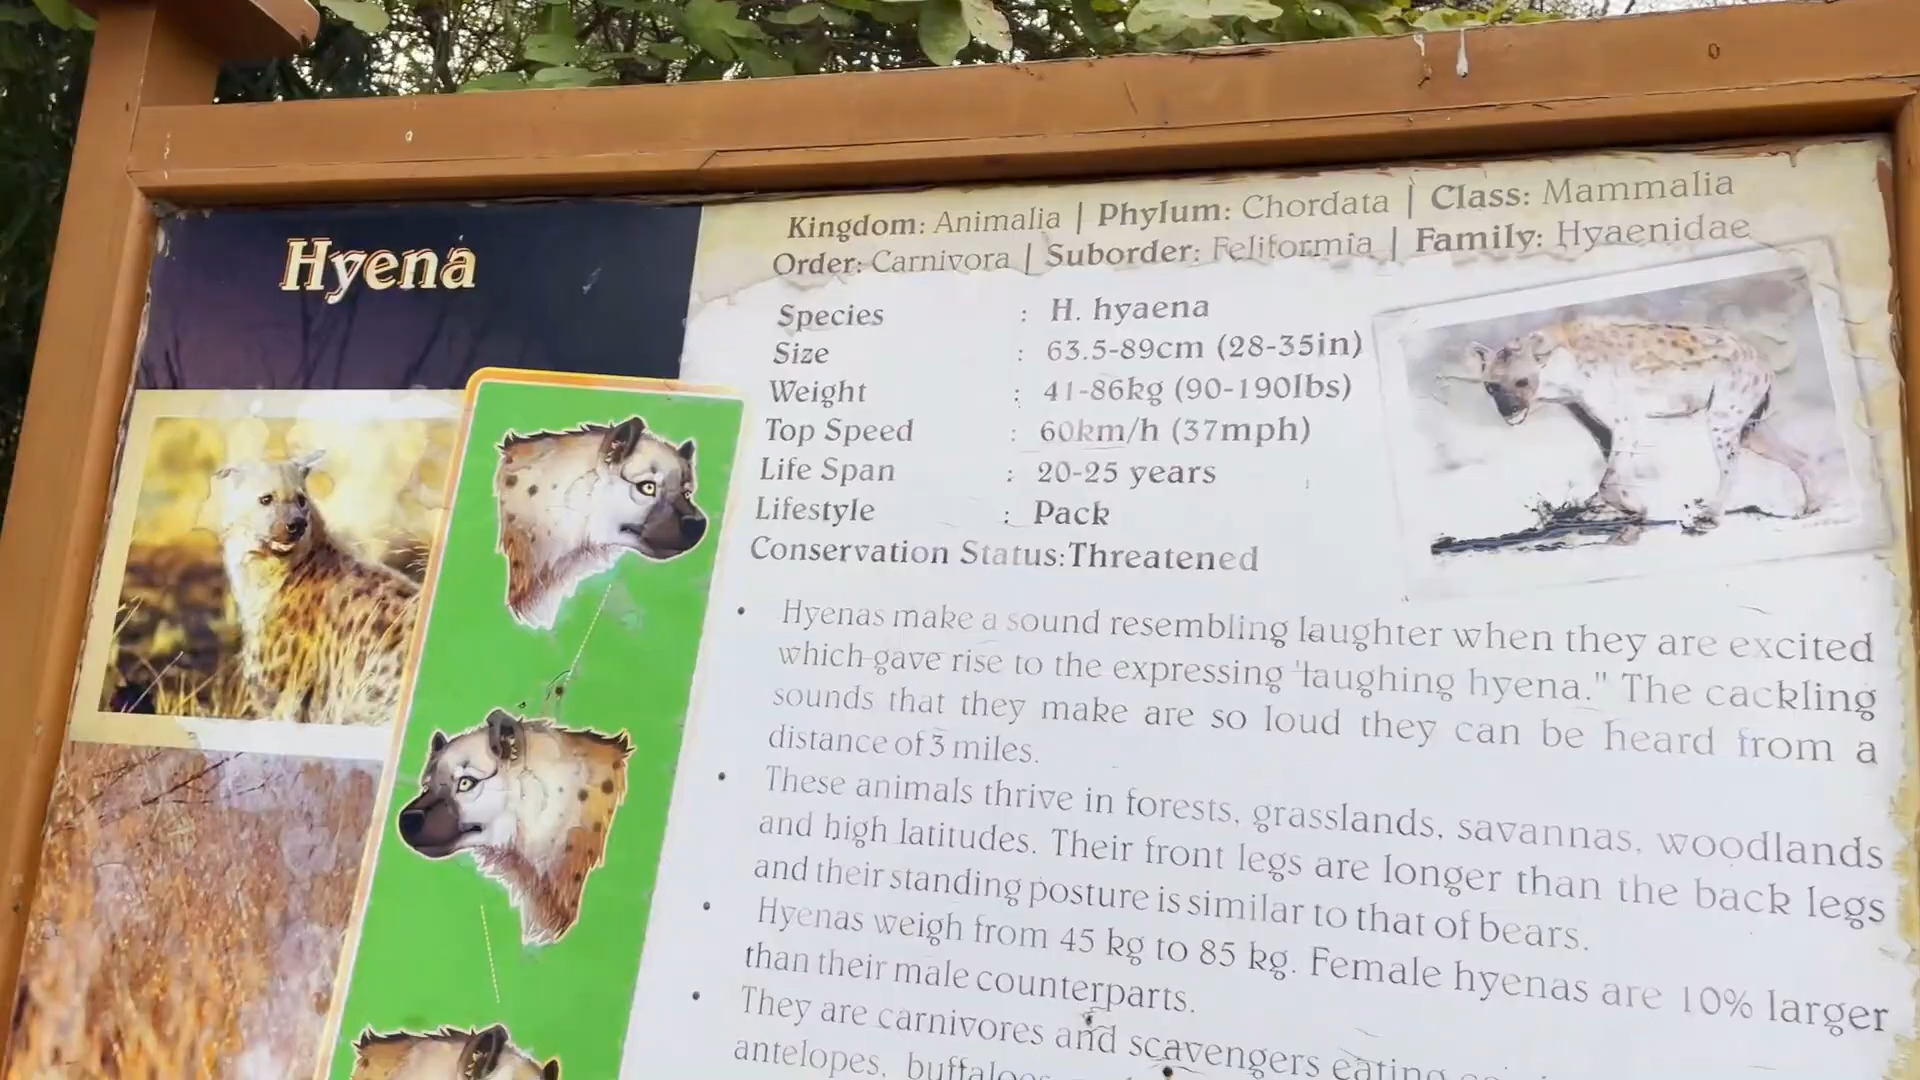 Hyena
Kingdom: Animalia | Phylum: Chordata | Class: Mammalia
Order: Carnivora | Suborder: Feliformia | Family: Hyaenidae
Species : H. hyaena
Size : 63.5-89cm (28-35in)
Weight : 41-86kg (90-190lbs)
Top Speed : 60km/h (37mph)
Life Span : 20-25 years
Lifestyle : Pack
Conservation Status:Threatened
• Hyenas make a sound resembling laughter when they are excited
which gave rise to the expressing 'laughing hyena." The cackling
sounds that they make are so loud they can be heard from a
distance of 3 miles.
• These animals thrive in forests, grasslands, savannas, woodlands
and high latitudes. Their front legs are longer than the back legs
and their standing posture is similar to that of bears.
• Hyenas weigh from 45 kg to 85 kg. Female hyenas are 10% larger
than their male counterparts.
• They are carnivores and scavengers eating
antelopes, buffaloes